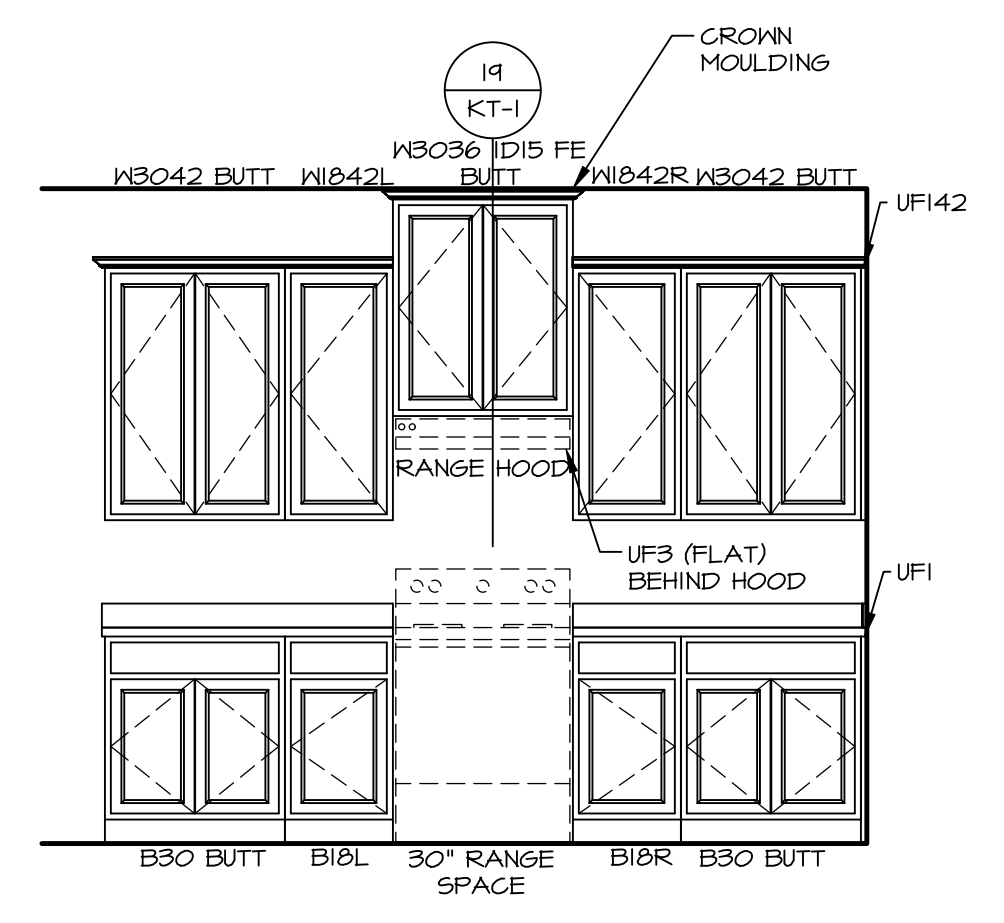 CROWN
MOULDING
19
KT-1
W3042 BUTT
W1842L
W3036 1D15 FE
BUTT
W1842R
W3042 BUTT
UF142
RANGE HOOD
UF3 (FLAT)
BEHIND HOOD
UF1
B30 BUTT
B18L
30" RANGE
SPACE
B18R
B30 BUTT